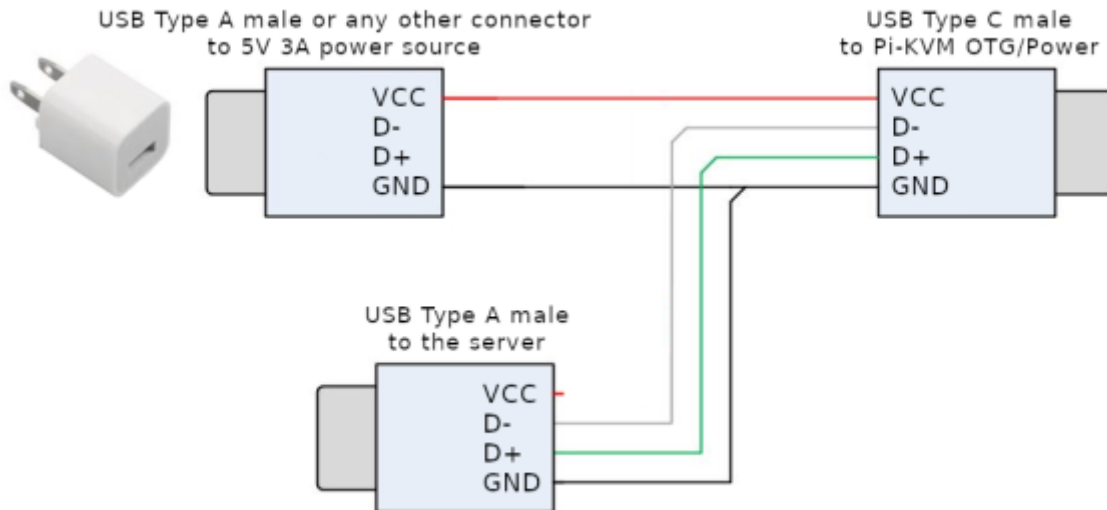 USB Type A male or any other connector
to 5V 3A power source
VCC
D-
D+
GND
USB Type C male
to Pi-KVM OTG/Power
VCC
D-
D+
GND
USB Type A male
to the server
VCC
D-
D+
GND